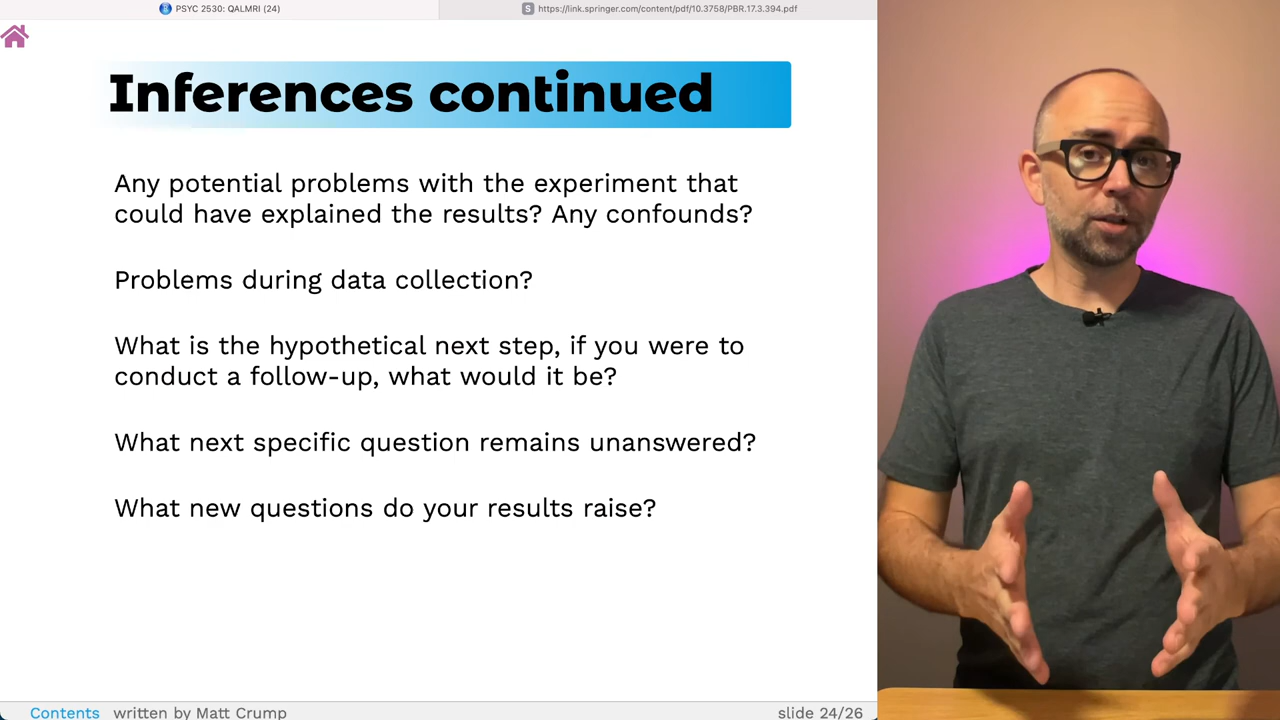 PSYC 2530: QALMRI (24)
S https://link.springer.com/content/pdf/10.3758/PBR.17.3.394.pdf
Inferences continued
Any potential problems with the experiment that
could have explained the results? Any confounds?
Problems during data collection?
What is the hypothetical next step, if you were to
conduct a follow-up, what would it be?
What next specific question remains unanswered?
What new questions do your results raise?
Contents written by Matt Crump
slide 24/26